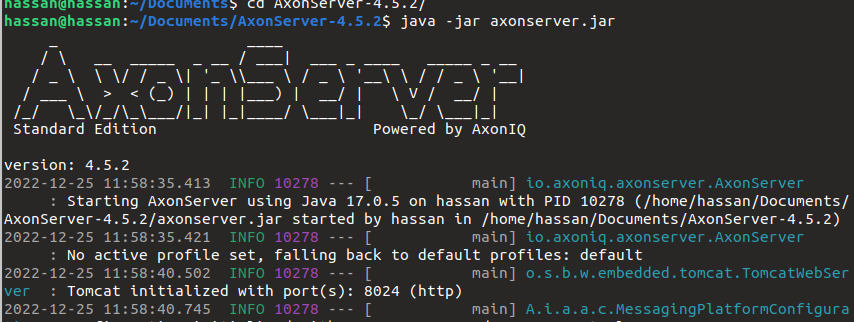 hassan@hassan:~/Documents$ cd AxonServer-4.5.2/
hassan@hassan:~/Documents/AxonServer-4.5.2$ java -jar axonserver.jar
AxonServer
Standard Edition Powered by AxonIQ
version: 4.5.2
2022-12-25 11:58:35.413 INFO 10278 --- [ main] io.axoniq.axonserver.AxonServer
: Starting AxonServer using Java 17.0.5 on hassan with PID 10278 (/home/hassan/Documents/
AxonServer-4.5.2/axonserver.jar started by hassan in /home/hassan/Documents/AxonServer-4.5.2)
2022-12-25 11:58:35.421 INFO 10278 --- [ main] io.axoniq.axonserver.AxonServer
: No active profile set, falling back to default profiles: default
2022-12-25 11:58:40.502 INFO 10278 --- [ main] o.s.b.w.embedded.tomcat.TomcatWebSer
ver : Tomcat initialized with port(s): 8024 (http)
2022-12-25 11:58:40.745 INFO 10278 --- [ main] A.i.a.a.c.MessagingPlatformConfigura